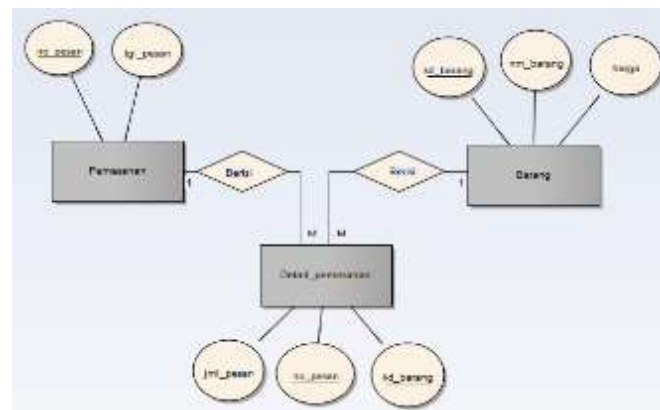 no_pesan
tgl_pesan
kd_barang
nm_barang
harga
Pemesanan
Berisi
1
Berisi
1
Barang
M
M
Detail_pemesanan
jml_pesan
no_pesan
kd_barang